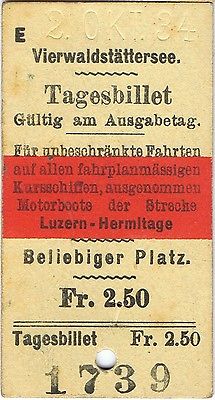 2. OKT. 34
E
Vierwaldstättersee.
Tagesbillet
Gültig am Ausgabetag.
Für unbeschränkte Fahrten
auf allen fahrplanmässigen
Kursschiffen, ausgenommen
Motorboote der Strecke
Luzern-Hermitage
Beliebiger Platz.
Fr. 2.50
Tagesbillet Fr. 2.50
1739